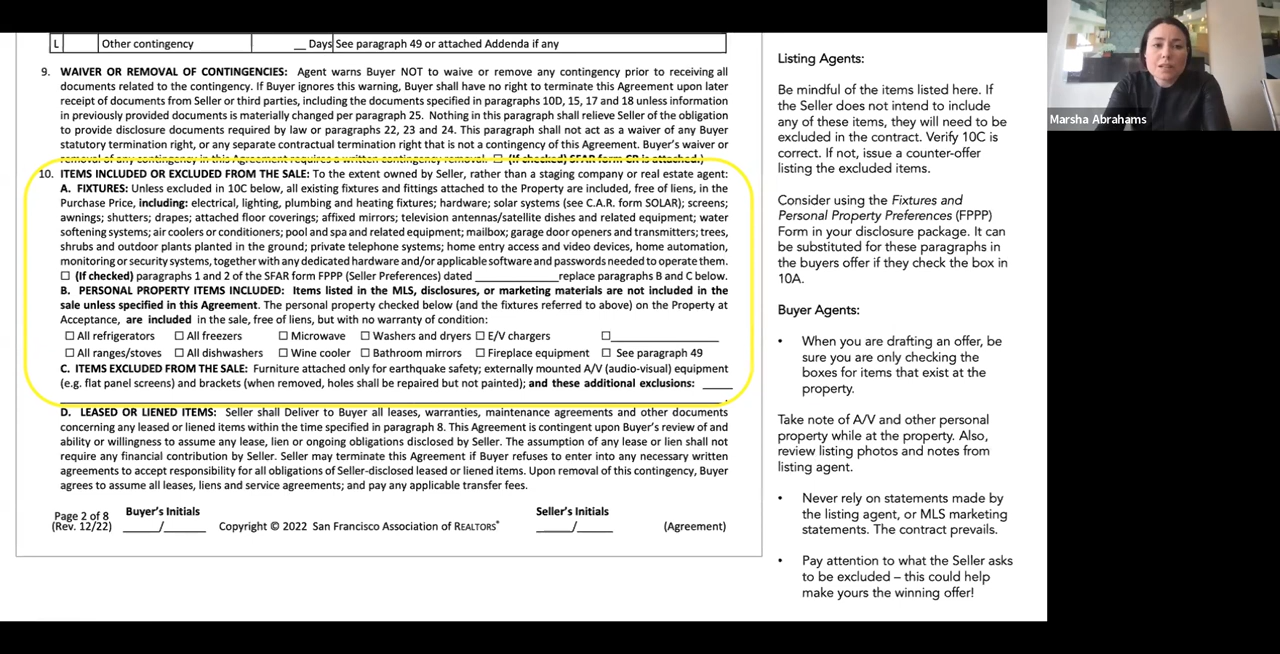 L Other contingency __ Days See paragraph 49 or attached Addenda if any
9. WAIVER OR REMOVAL OF CONTINGENCIES: Agent warns Buyer NOT to waive or remove any contingency prior to receiving all
documents related to the contingency. If Buyer ignores this warning, Buyer shall have no right to terminate this Agreement upon later
receipt of documents from Seller or third parties, including the documents specified in paragraphs 10D, 15, 17 and 18 unless information
in previously provided documents is materially changed per paragraph 25. Nothing in this paragraph shall relieve Seller of the obligation
to provide disclosure documents required by law or paragraphs 22, 23 and 24. This paragraph shall not act as a waiver of any Buyer
statutory termination right, or any separate contractual termination right that is not a contingency of this Agreement. Buyer's waiver or
removal of any contingency in this Agreement requires a written contingency removal. ☐ (If checked) SFAR form CR is attached.)
10. ITEMS INCLUDED OR EXCLUDED FROM THE SALE: To the extent owned by Seller, rather than a staging company or real estate agent:
A. FIXTURES: Unless excluded in 10C below, all existing fixtures and fittings attached to the Property are included, free of liens, in the
Purchase Price, including: electrical, lighting, plumbing and heating fixtures; hardware; solar systems (see C.A.R. form SOLAR); screens;
awnings; shutters; drapes; attached floor coverings; affixed mirrors; television antennas/satellite dishes and related equipment; water
softening systems; air coolers or conditioners; pool and spa and related equipment; mailbox; garage door openers and transmitters; trees,
shrubs and outdoor plants planted in the ground; private telephone systems; home entry access and video devices, home automation,
monitoring or security systems, together with any dedicated hardware and/or applicable software and passwords needed to operate them.
☐ (If checked) paragraphs 1 and 2 of the SFAR form FPPP (Seller Preferences) dated ____________replace paragraphs B and C below.
B. PERSONAL PROPERTY ITEMS INCLUDED: Items listed in the MLS, disclosures, or marketing materials are not included in the
sale unless specified in this Agreement. The personal property checked below (and the fixtures referred to above) on the Property at
Acceptance, are included in the sale, free of liens, but with no warranty of condition:
☐ All refrigerators ☐ All freezers ☐ Microwave ☐ Washers and dryers ☐ E/V chargers ☐_______________
☐ All ranges/stoves ☐ All dishwashers ☐ Wine cooler ☐ Bathroom mirrors ☐ Fireplace equipment ☐ See paragraph 49
C. ITEMS EXCLUDED FROM THE SALE: Furniture attached only for earthquake safety; externally mounted A/V (audio-visual) equipment
(e.g. flat panel screens) and brackets (when removed, holes shall be repaired but not painted); and these additional exclusions: _____
D. LEASED OR LIENED ITEMS: Seller shall Deliver to Buyer all leases, warranties, maintenance agreements and other documents
concerning any leased or liened items within the time specified in paragraph 8. This Agreement is contingent upon Buyer's review of and
ability or willingness to assume any lease, lien or ongoing obligations disclosed by Seller. The assumption of any lease or lien shall not
require any financial contribution by Seller. Seller may terminate this Agreement if Buyer refuses to enter into any necessary written
agreements to accept responsibility for all obligations of Seller-disclosed leased or liened items. Upon removal of this contingency, Buyer
agrees to assume all leases, liens and service agreements; and pay any applicable transfer fees.
Buyer's Initials Seller's Initials
Page 2 of 8
(Rev. 12/22) ______/_______ Copyright © 2022 San Francisco Association of REALTORS® ______/______ (Agreement)
Listing Agents:
Be mindful of the items listed here. If
the Seller does not intend to include
any of these items, they will need to be
excluded in the contract. Verify 10C is
correct. If not, issue a counter-offer
listing the excluded items.
Consider using the Fixtures and
Personal Property Preferences (FPPP)
Form in your disclosure package. It can
be substituted for these paragraphs in
the buyers offer if they check the box in
10A.
Buyer Agents:
• When you are drafting an offer, be
sure you are only checking the
boxes for items that exist at the
property.
Take note of A/V and other personal
property while at the property. Also,
review listing photos and notes from
listing agent.
• Never rely on statements made by
the listing agent, or MLS marketing
statements. The contract prevails.
• Pay attention to what the Seller asks
to be excluded – this could help
make yours the winning offer!
Marsha Abrahams